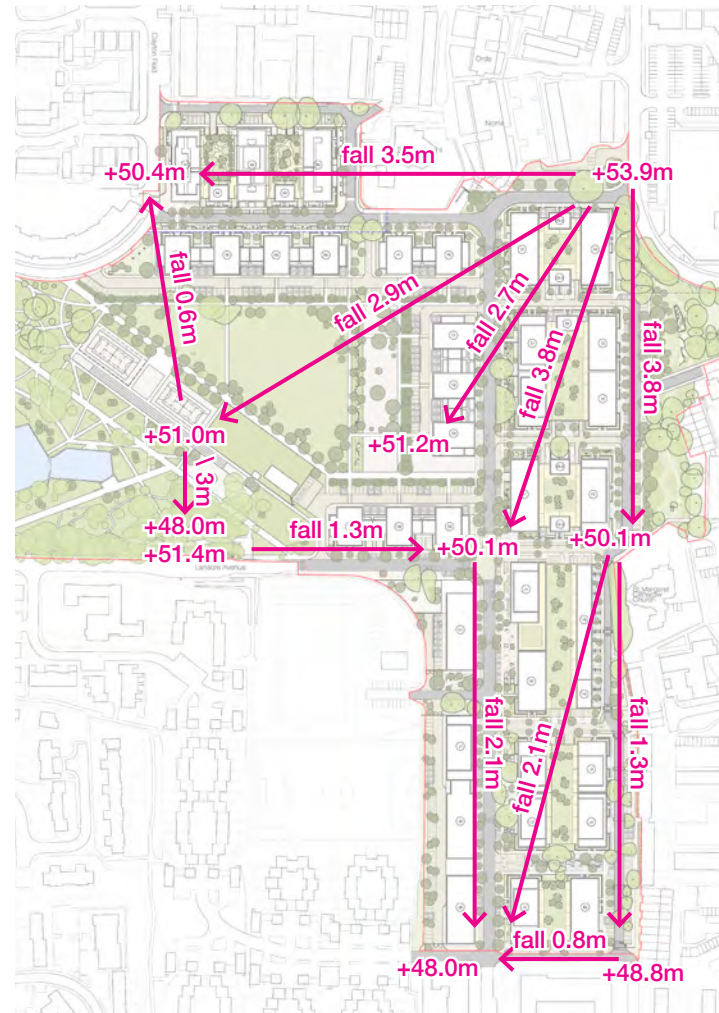 fall 3.5m
+50.4m
+53.9m
fall 0.6m
fall 2.9m
fall 2.7m
fall 3.8m
fall 3.8m
+51.0m
+51.2m
\ 3m
+48.0m
+51.4m
fall 1.3m
+50.1m
+50.1m
Lansdowne Avenue
fall 2.1m
fall 2.1m
fall 1.3m
fall 0.8m
+48.0m
+48.8m